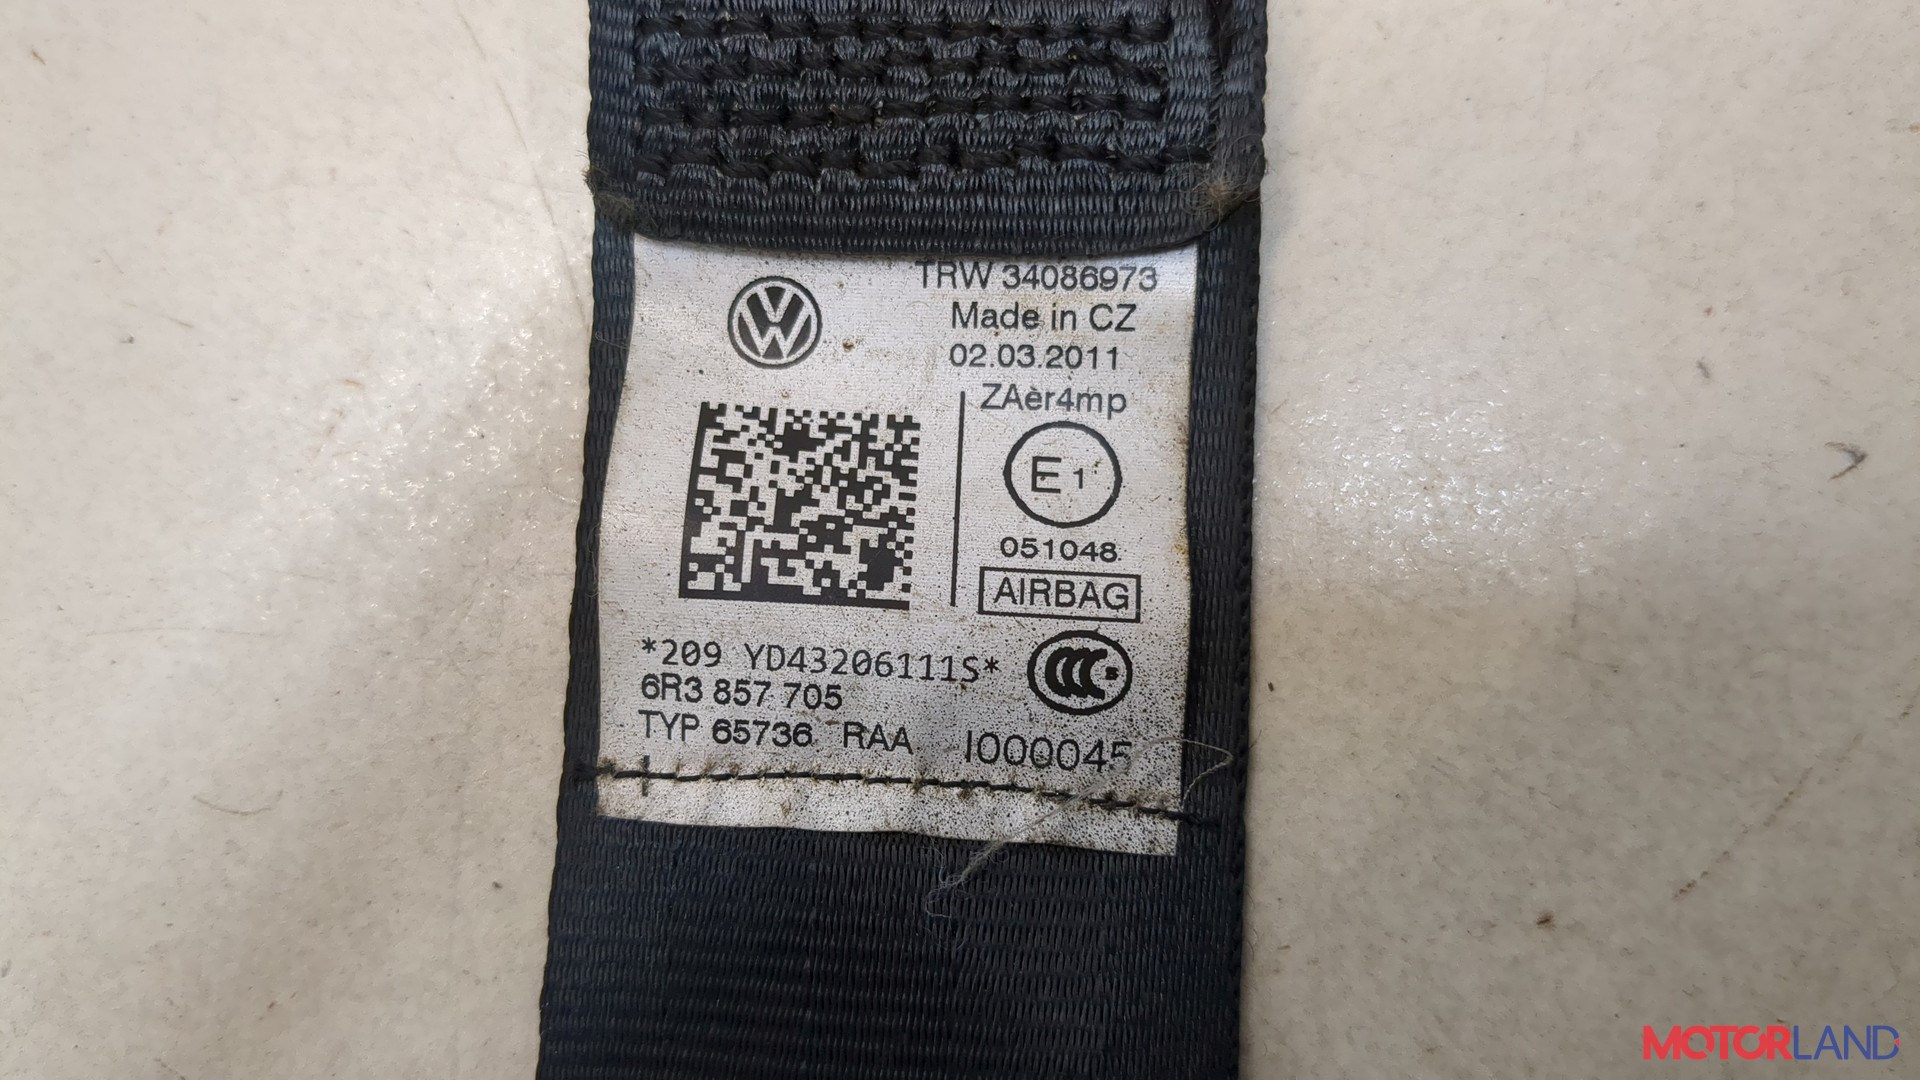 TRW 34086973
Made in CZ
02.03.2011
ZAer4mp
E1
051048
AIRBAG
*209 YD43206111S*
6R3 857 705
TYP 65736 RAA I000045
MOTORLAND